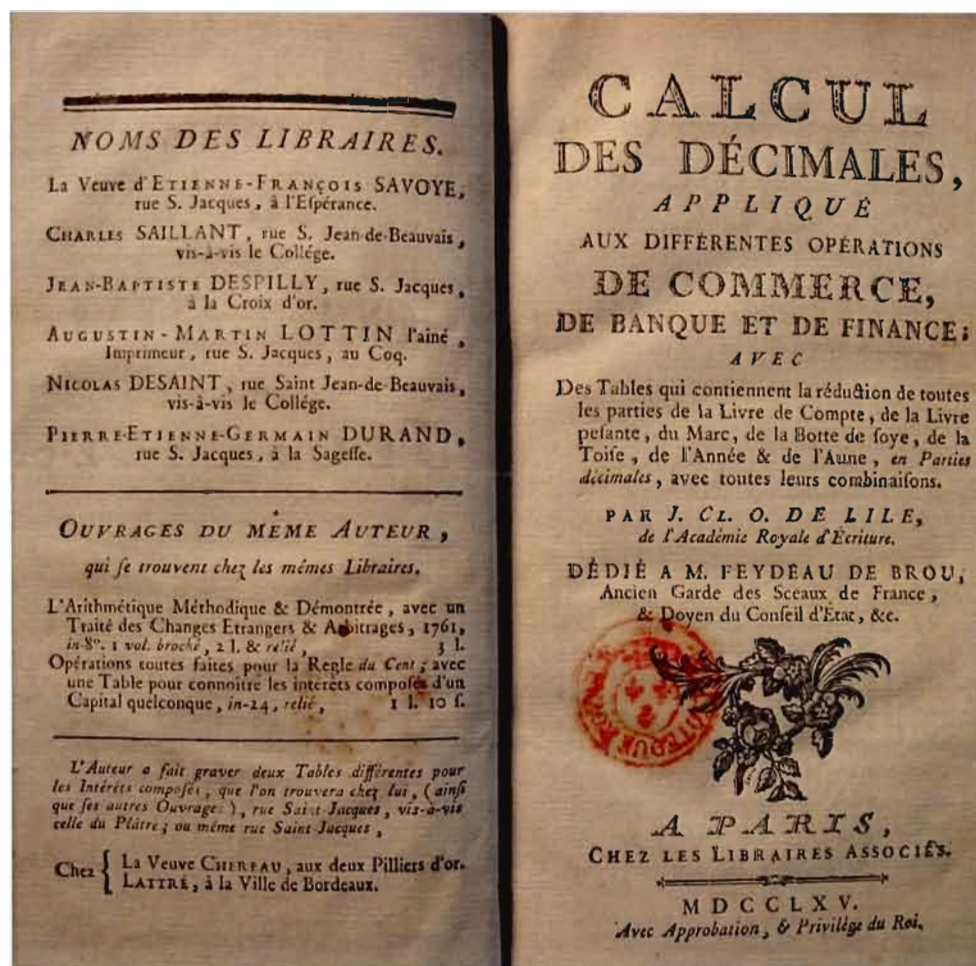 NOMS DES LIBRAIRES.
La Veuve d'ETIENNE-FRANÇOIS SAVOYE,
rue S. Jacques, à l'Eſpérance.
CHARLES SAILLANT, rue S. Jean-de-Beauvais,
vis-à-vis le Collége.
JEAN-BAPTISTE DESPILLY, rue S. Jacques,
à la Croix d'or.
AUGUSTIN-MARTIN LOTTIN l'aîné,
Imprimeur, rue S. Jacques, au Coq.
NICOLAS DESAINT, rue Saint Jean-de-Beauvais,
vis-à-vis le Collége.
PIERRE-ETIENNE-GERMAIN DURAND,
rue S. Jacques, à la Sageſſe.
OUVRAGES DU MÊME AUTEUR,
qui ſe trouvent chez les mêmes Libraires.
L'Arithmétique Méthodique & Démontrée, avec un
Traité des Changes Etrangers & Arbitrages, 1761,
in-8°. 1 vol. broché, 2 l. & relié, 3 l.
Opérations toutes faites pour la Regle du Cent; avec
une Table pour connoître les intérêts compoſés d'un
Capital quelconque, in-24, relié, 1 l. 10 ſ.
L'Auteur a fait graver deux Tables différentes pour
les Intérêts compoſés, que l'on trouvera chez lui, (ainſi
que ſes autres Ouvrages), rue Saint Jacques, vis-à-vis
celle du Plâtre; ou même rue Saint Jacques,
Chez { La Veuve CHEREAU, aux deux Pilliers d'or.
LATTRÉ, à la Ville de Bordeaux.
CALCUL
DES DÉCIMALES,
APPLIQUÉ
AUX DIFFÉRENTES OPÉRATIONS
DE COMMERCE,
DE BANQUE ET DE FINANCE;
AVEC
Des Tables qui contiennent la réduction de toutes
les parties de la Livre de Compte, de la Livre
peſante, du Marc, de la Botte de ſoye, de la
Toiſe, de l'Année & de l'Aune, en Parties
décimales, avec toutes leurs combinaiſons.
PAR J. CL. O. DE LILE,
de l'Académie Royale d'Écriture.
DÉDIÉ A M. FEYDEAU DE BROU,
Ancien Garde des Sceaux de France,
& Doyen du Conſeil d'État, &c.
A PARIS,
CHEZ LES LIBRAIRES ASSOCIÉS.
MDCCLXV.
Avec Approbation, & Privilége du Roi.